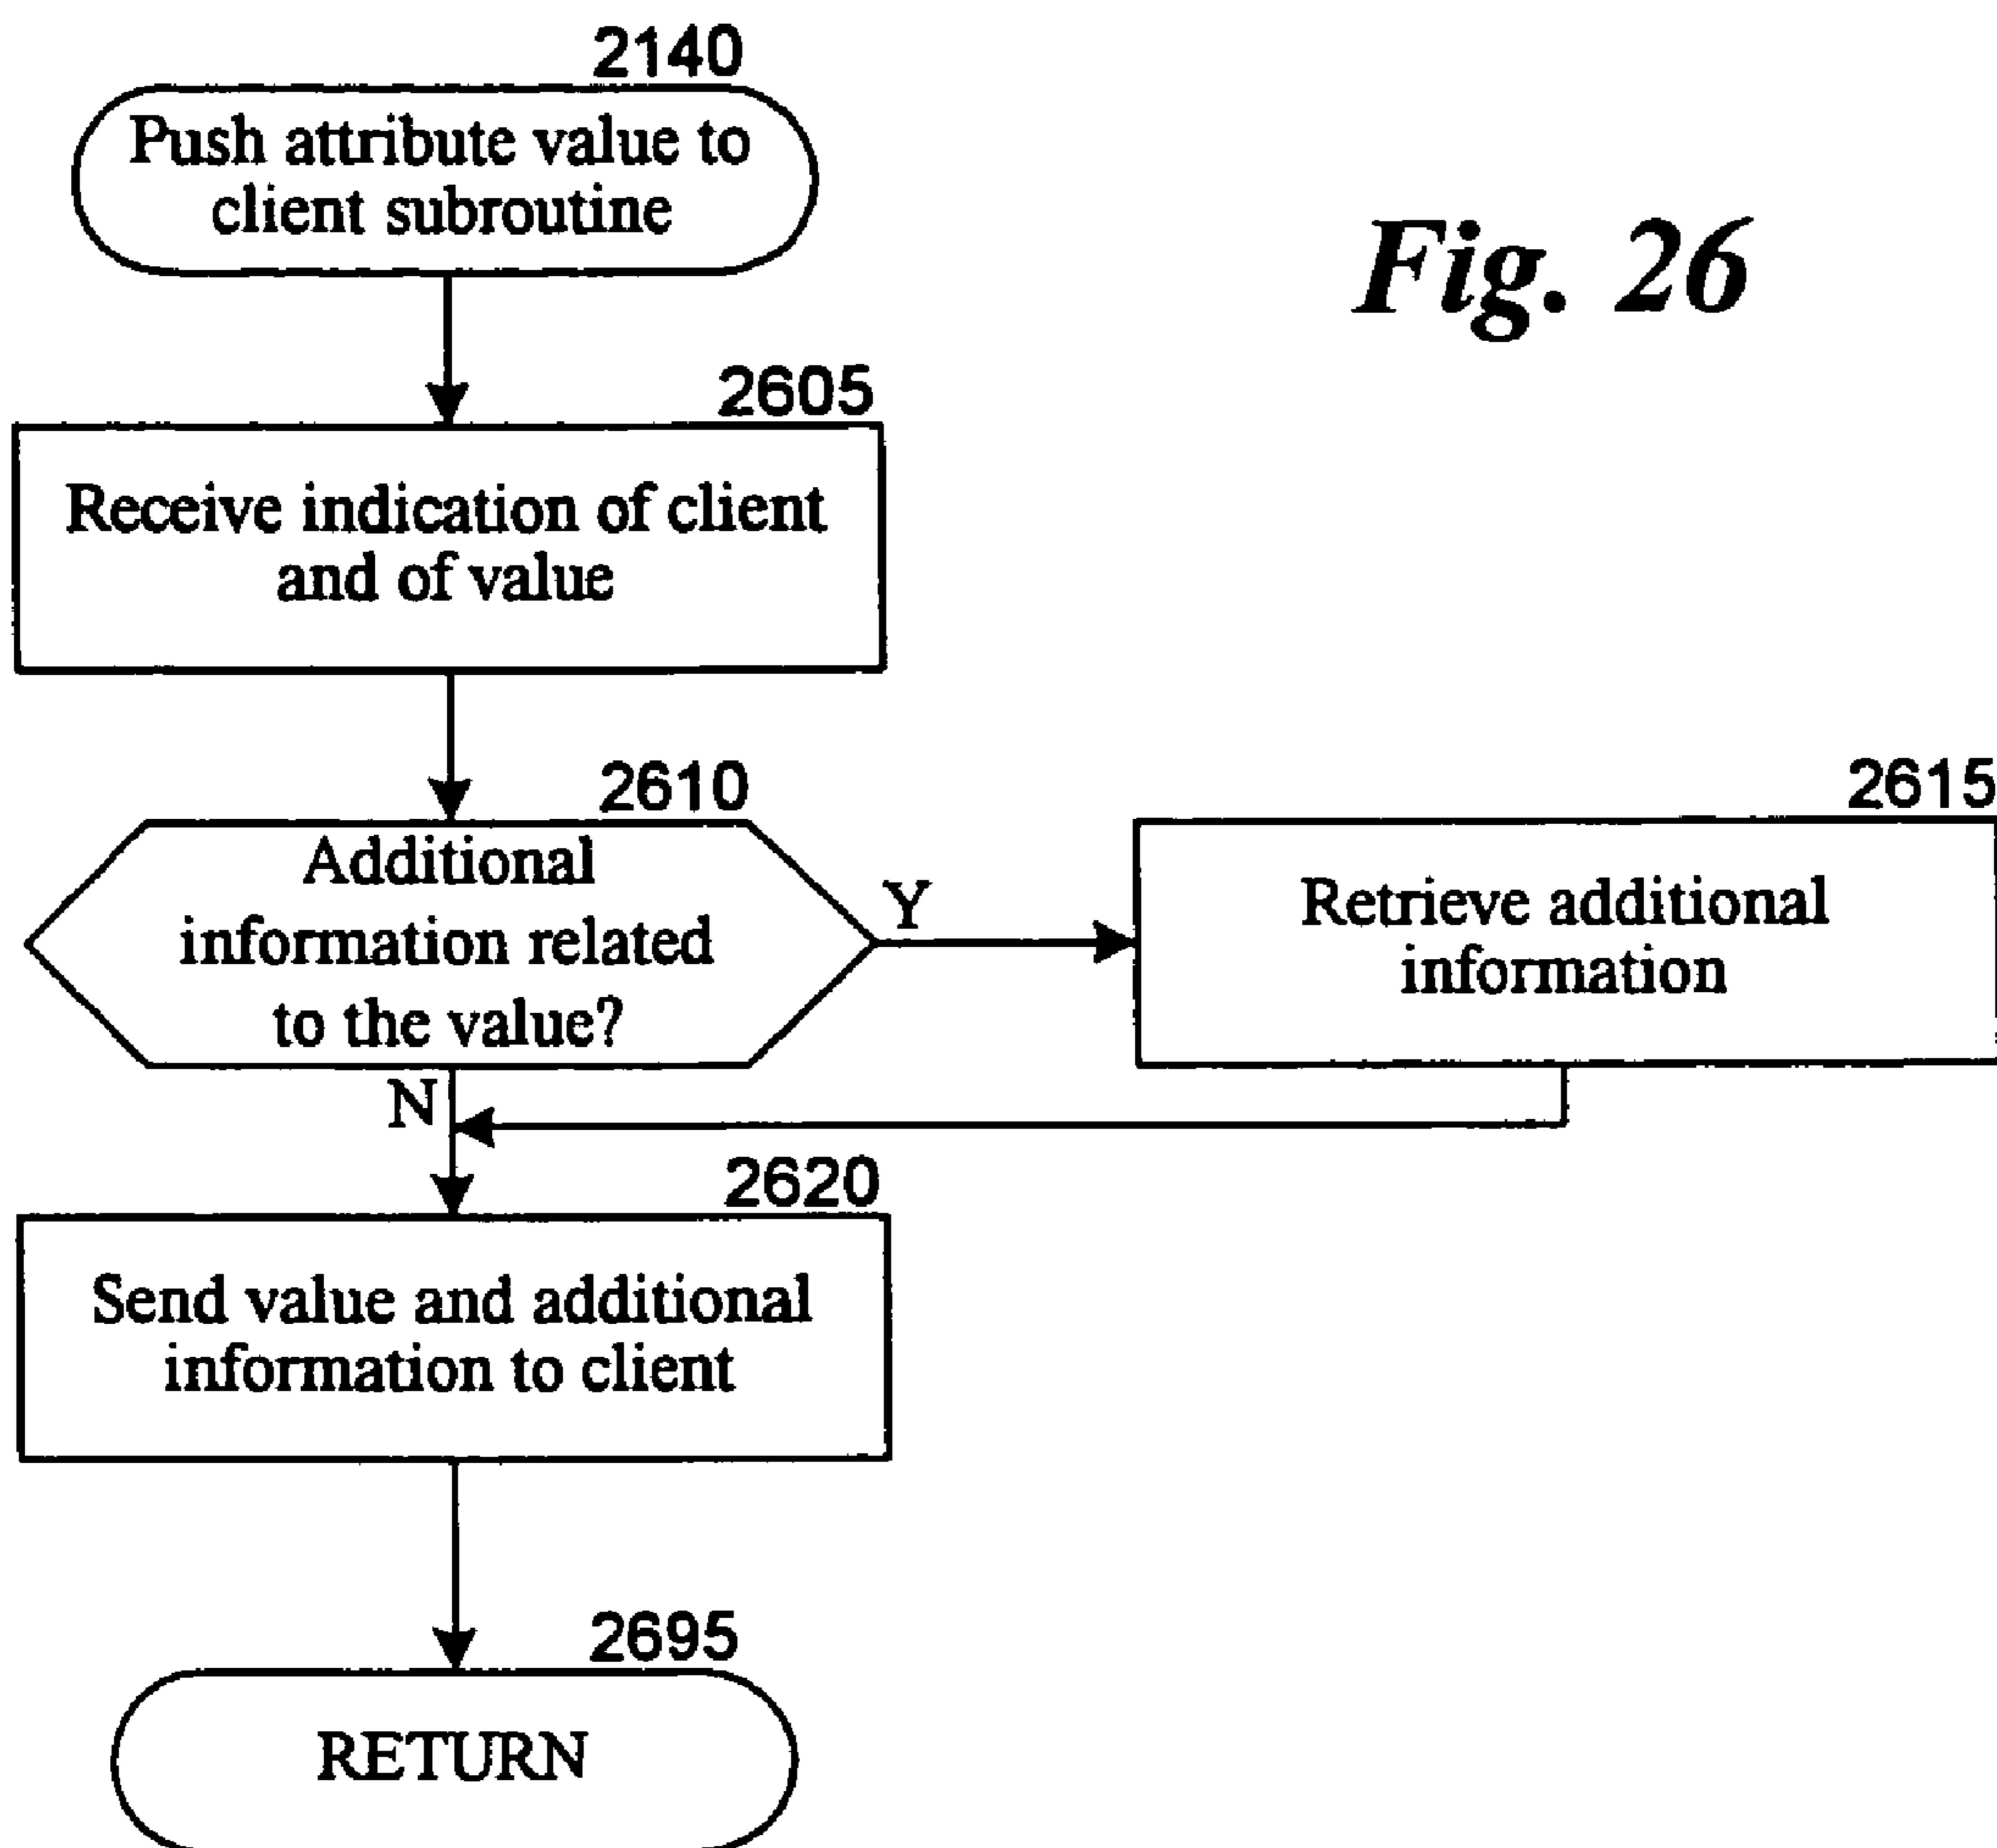 2140
Push attribute value to
client subroutine
Fig. 26
2605
Receive indication of client
and of value
2610
Additional
information related
to the value?
Y
N
2615
Retrieve additional
information
2620
Send value and additional
information to client
2695
RETURN